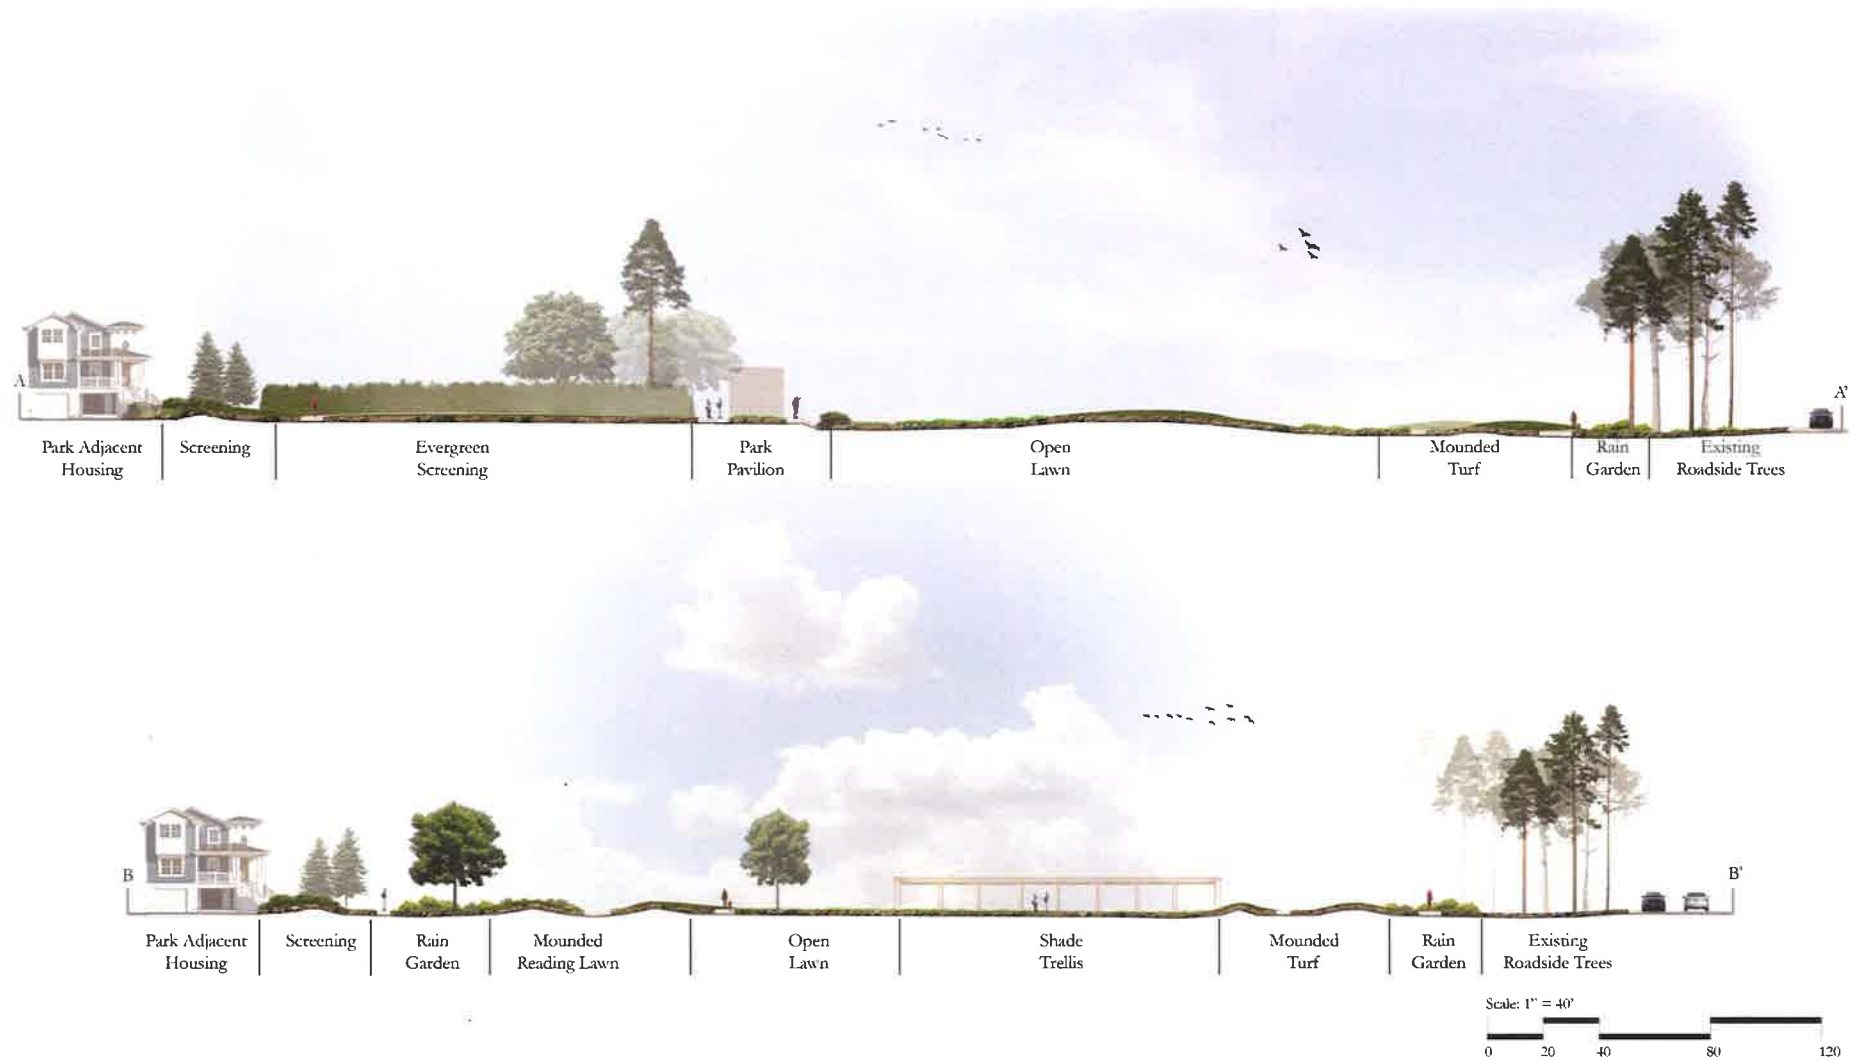 A
A'
Park Adjacent
Housing
Screening
Evergreen
Screening
Park
Pavilion
Open
Lawn
Mounded
Turf
Rain
Garden
Existing
Roadside Trees
B
B'
Park Adjacent
Housing
Screening
Rain
Garden
Mounded
Reading Lawn
Open
Lawn
Shade
Trellis
Mounded
Turf
Rain
Garden
Existing
Roadside Trees
Scale: 1" = 40'
0 20 40 80 120